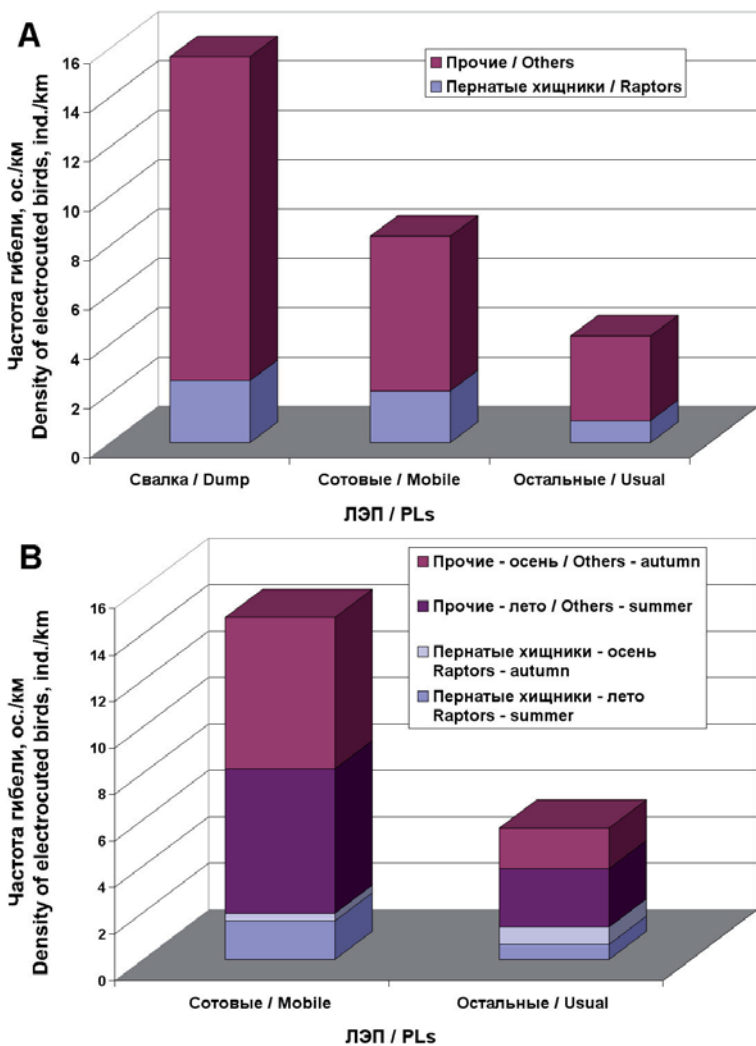 A
Прочие / Others
Пернатые хищники / Raptors
Частота гибели, ос./км
Density of electrocuted birds, ind./km
16
14
12
10
8
6
4
2
0
Свалка / Dump
Сотовые / Mobile
Остальные / Usual
ЛЭП / PLs
B
Прочие - осень / Others - autumn
Прочие - лето / Others - summer
Пернатые хищники - осень
Raptors - autumn
Пернатые хищники - лето
Raptors - summer
Частота гибели, ос./км
Density of electrocuted birds, ind./km
16
14
12
10
8
6
4
2
0
Сотовые / Mobile
Остальные / Usual
ЛЭП / PLs